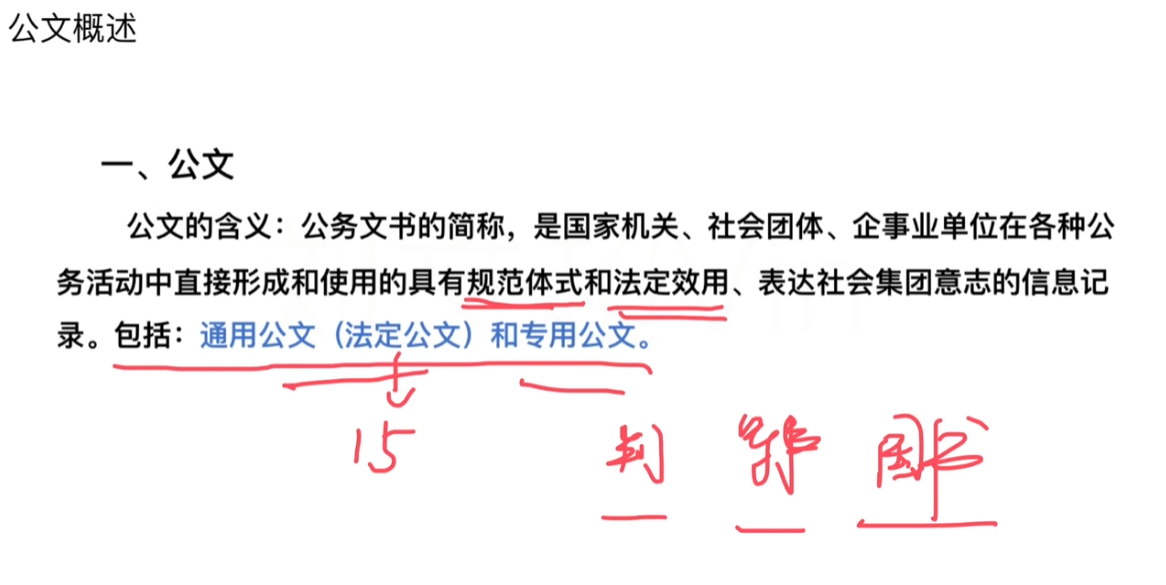 公文概述
一、公文
公文的含义：公务文书的简称，是国家机关、社会团体、企事业单位在各种公
务活动中直接形成和使用的具有规范体式和法定效用、表达社会集团意志的信息记
录。包括：通用公文（法定公文）和专用公文。
15
判 国书